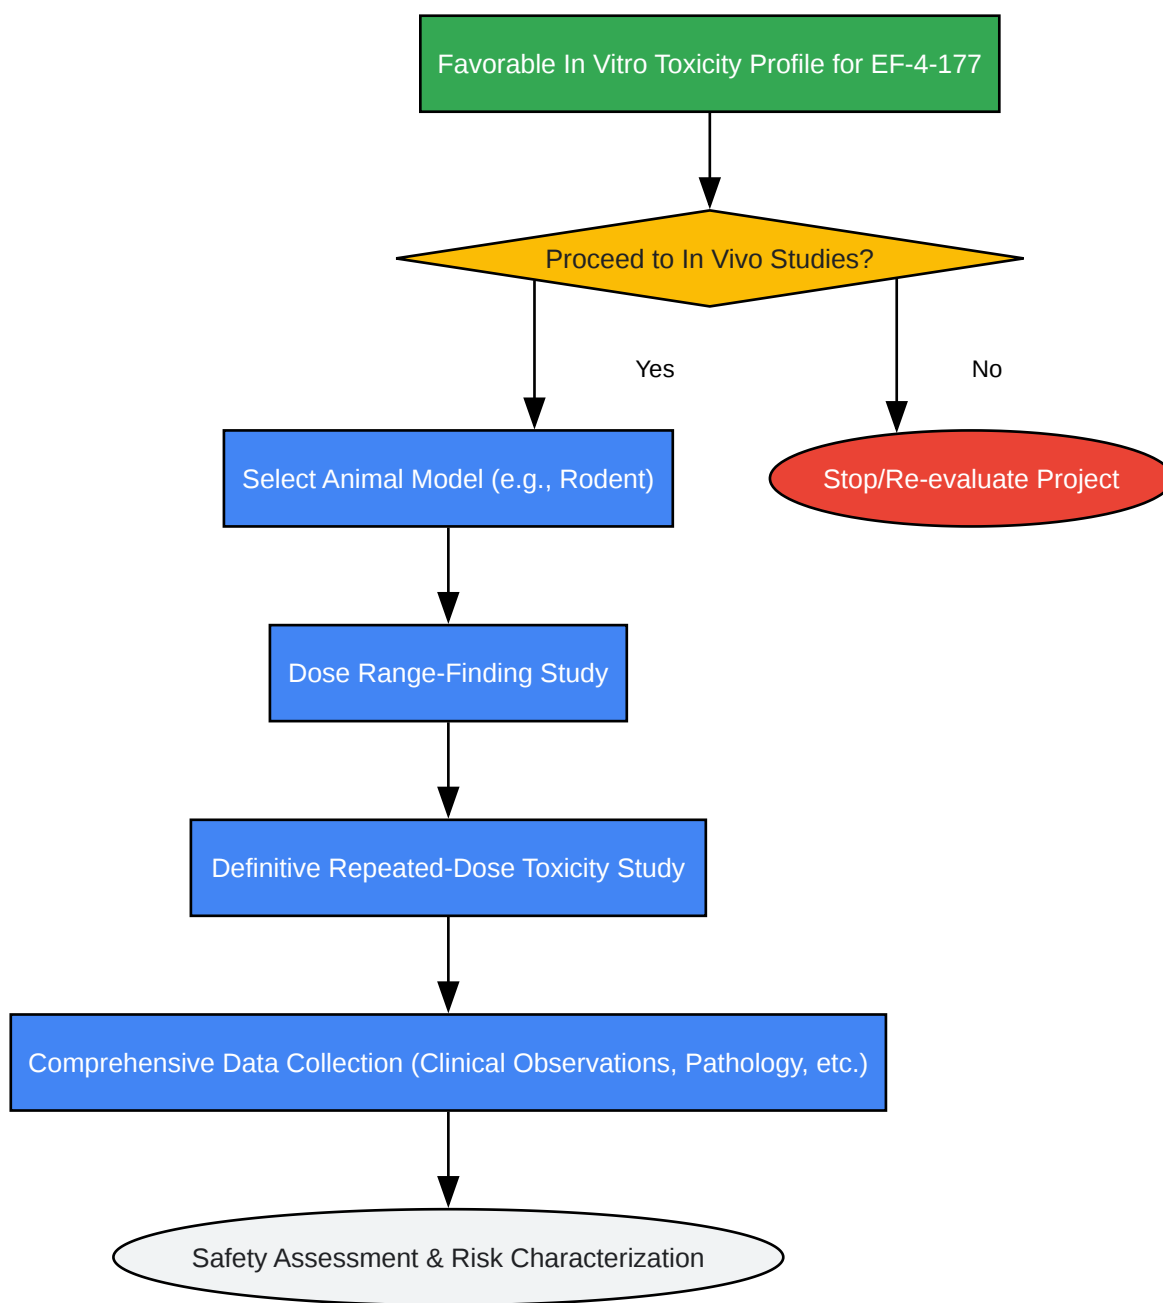 Favorable In Vitro Toxicity Profile for EF-4-177
Proceed to In Vivo Studies?
Yes
No
Select Animal Model (e.g., Rodent)
Stop/Re-evaluate Project
Dose Range-Finding Study
Definitive Repeated-Dose Toxicity Study
Comprehensive Data Collection (Clinical Observations, Pathology, etc.)
Safety Assessment & Risk Characterization